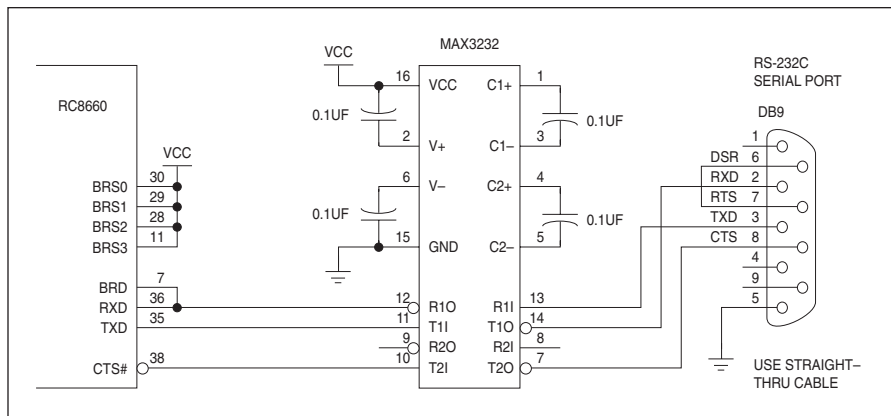 MAX3232
VCC
16 VCC C1+ 1
RS-232C
SERIAL PORT
RC8660
0.1UF
0.1UF
DB9
2 V+ C1– 3
1
VCC
DSR 6
30
6 V– C2+ 4
RXD 2
BRS0
29
RTS 7
BRS1
28
0.1UF
0.1UF
TXD 3
BRS2
11
15 GND C2– 5
CTS 8
BRS3
4
BRD 7
9
RXD 36
12 R1O R1I 13
5
TXD 35
11 T1I T1O 14
9 R2O R2I 8
CTS# 38
10 T2I T2O 7
USE STRAIGHT–
THRU CABLE